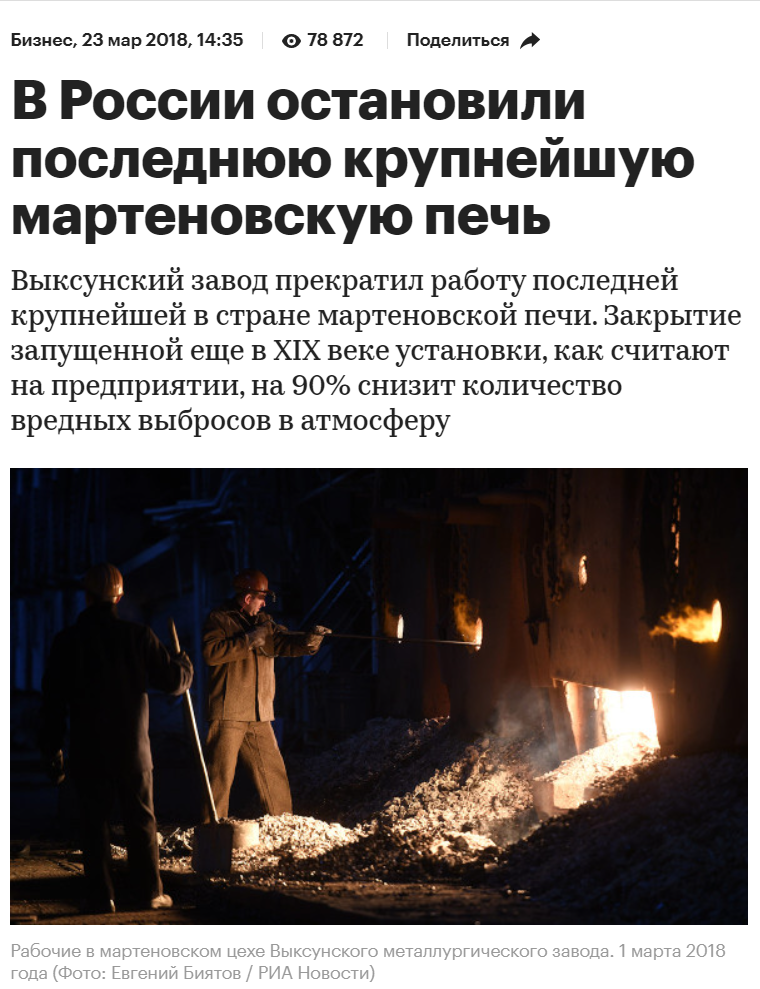 Бизнес, 23 мар 2018, 14:35 78 872 Поделиться
В России остановили
последнюю крупнейшую
мартеновскую печь
Выксунский завод прекратил работу последней
крупнейшей в стране мартеновской печи. Закрытие
запущенной еще в XIX веке установки, как считают
на предприятии, на 90% снизит количество
вредных выбросов в атмосферу
Рабочие в мартеновском цехе Выксунского металлургического завода. 1 марта 2018
года (Фото: Евгений Биятов / РИА Новости)